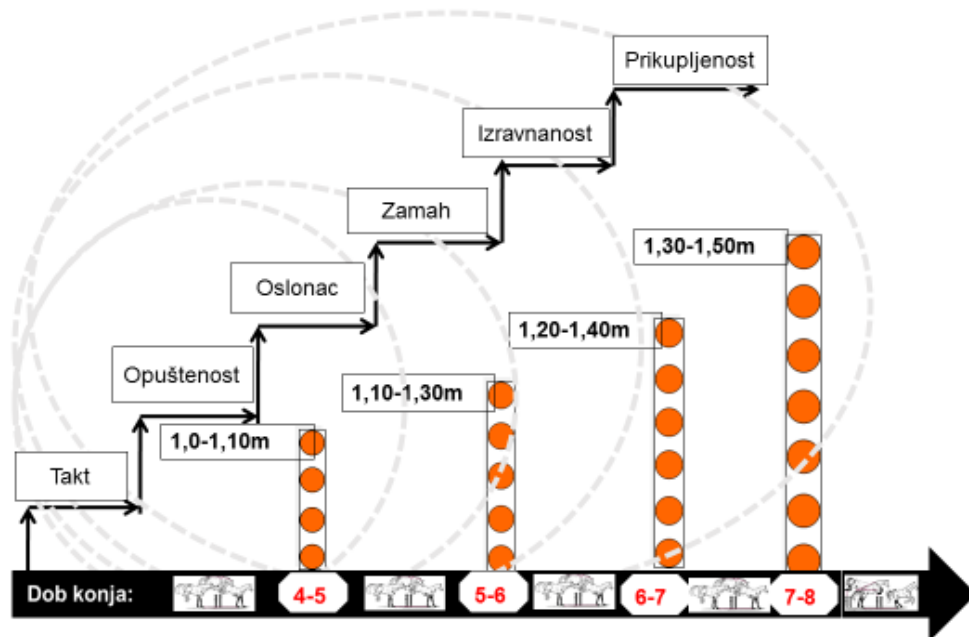 Prikupljenost
Izravnanost
Zamah
1,30-1,50m
Oslonac
1,20-1,40m
Opuštenost
1,10-1,30m
1,0-1,10m
Takt
Dob konja:
4-5
5-6
6-7
7-8